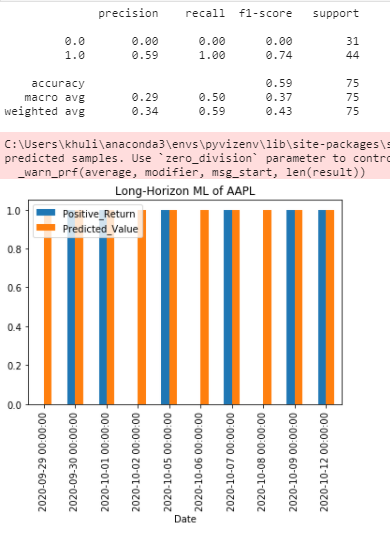 precision recall f1-score support
0.0 0.00 0.00 0.00 31
1.0 0.59 1.00 0.74 44
accuracy 0.59 75
macro avg 0.29 0.50 0.37 75
weighted avg 0.34 0.59 0.43 75
C:\Users\khuli\anaconda3\envs\pyvizenv\lib\site-packages\s
predicted samples. Use `zero_division` parameter to contro
_warn_prf(average, modifier, msg_start, len(result))
Long-Horizon ML of AAPL
Positive_Return
Predicted_Value
1.0
0.8
0.6
0.4
0.2
0.0
2020-09-29 00:00:00
2020-09-30 00:00:00
2020-10-01 00:00:00
2020-10-02 00:00:00
2020-10-05 00:00:00
2020-10-06 00:00:00
2020-10-07 00:00:00
2020-10-08 00:00:00
2020-10-09 00:00:00
2020-10-12 00:00:00
Date